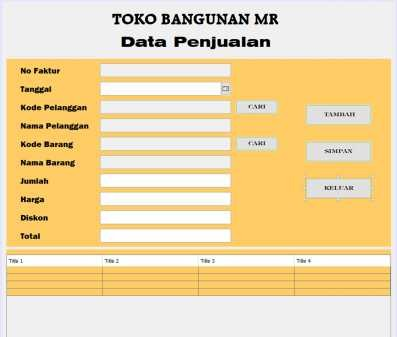 TOKO BANGUNAN MR
Data Penjualan
No Faktur
Tanggal
Kode Pelanggan CARI
TAMBAH
Nama Pelanggan
Kode Barang CARI
SIMPAN
Nama Barang
Jumlah
KELUAR
Harga
Diskon
Total
Title 1 Title 2 Title 3 Title 4